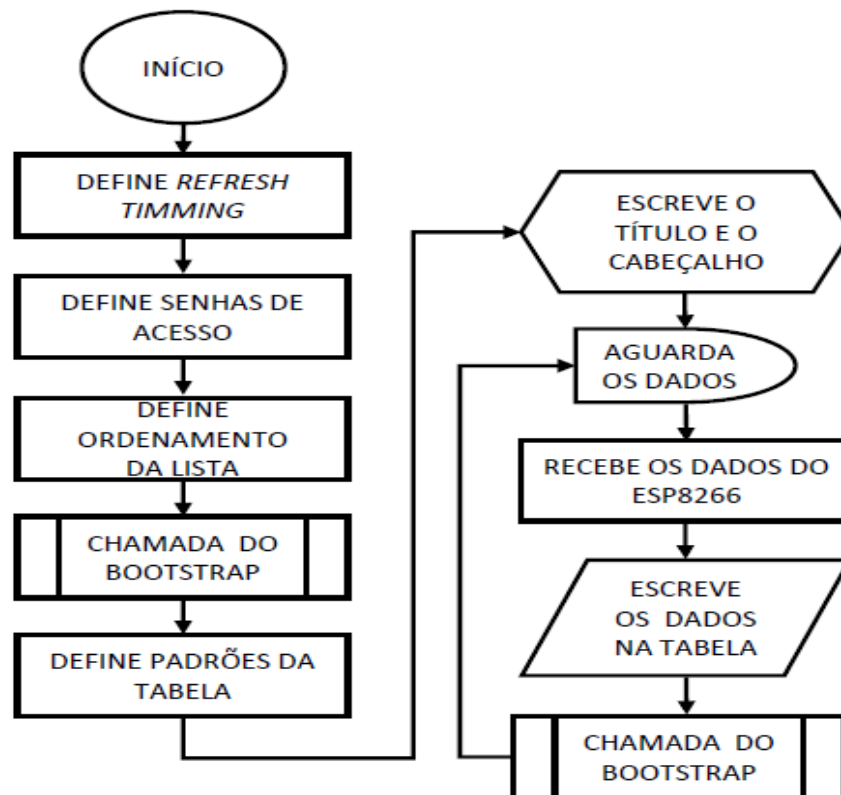 INÍCIO
DEFINE REFRESH
TIMMING
DEFINE SENHAS DE
ACESSO
DEFINE
ORDENAMENTO
DA LISTA
CHAMADA DO
BOOTSTRAP
DEFINE PADRÕES DA
TABELA
ESCREVE O
TÍTULO E O
CABEÇALHO
AGUARDA
OS DADOS
RECEBE OS DADOS DO
ESP8266
ESCREVE
OS DADOS
NA TABELA
CHAMADA DO
BOOTSTRAP